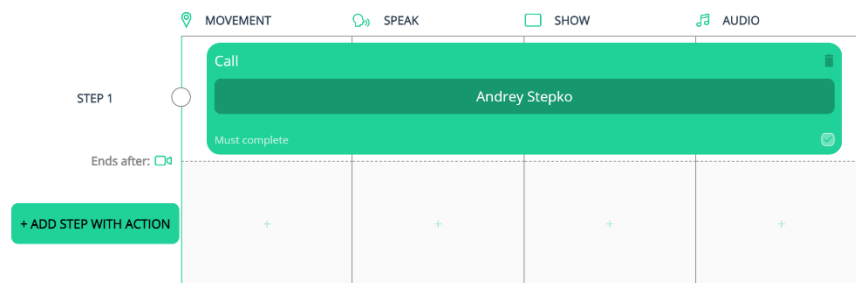 MOVEMENT SPEAK SHOW AUDIO
Call
STEP 1
Andrey Stepko
Must complete
Ends after:
+ ADD STEP WITH ACTION + + + +